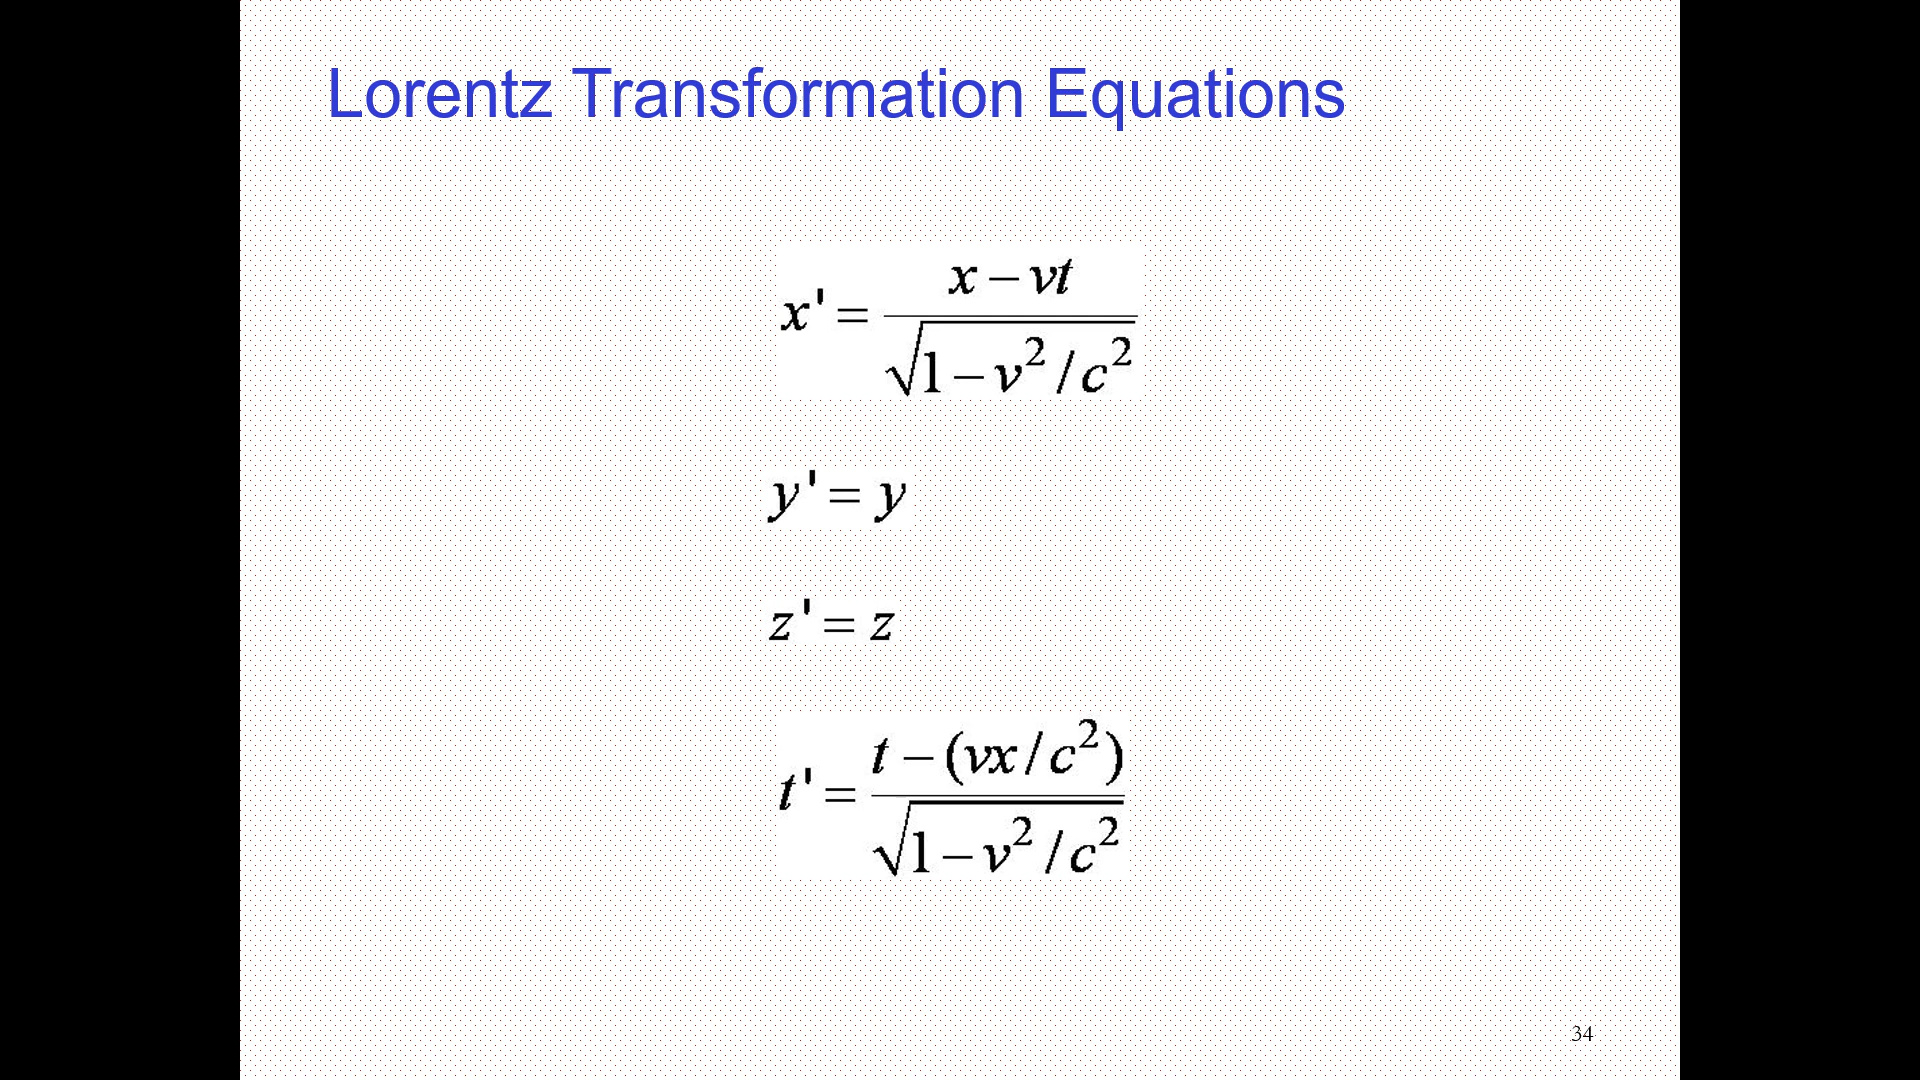 Lorentz Transformation Equations
x' = (x − vt) / √(1 − v²/c²)
y' = y
z' = z
t' = (t − (vx/c²)) / √(1 − v²/c²)
34